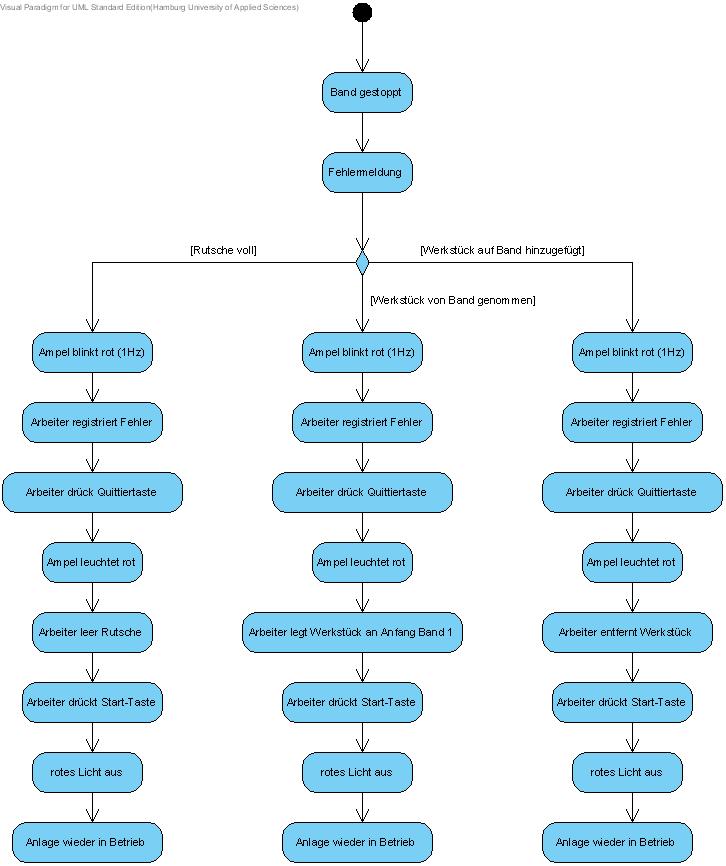 Visual Paradigm for UML Standard Edition(Hamburg University of Applied Sciences)
Band gestoppt
Fehlermeldung
[Rutsche voll]
[Werkstück auf Band hinzugefügt]
[Werkstück von Band genommen]
Ampel blinkt rot (1Hz)
Ampel blinkt rot (1Hz)
Ampel blinkt rot (1Hz)
Arbeiter registriert Fehler
Arbeiter registriert Fehler
Arbeiter registriert Fehler
Arbeiter drück Quittiertaste
Arbeiter drück Quittiertaste
Arbeiter drück Quittiertaste
Ampel leuchtet rot
Ampel leuchtet rot
Ampel leuchtet rot
Arbeiter leer Rutsche
Arbeiter legt Werkstück an Anfang Band 1
Arbeiter entfernt Werkstück
Arbeiter drückt Start-Taste
Arbeiter drückt Start-Taste
Arbeiter drückt Start-Taste
rotes Licht aus
rotes Licht aus
rotes Licht aus
Anlage wieder in Betrieb
Anlage wieder in Betrieb
Anlage wieder in Betrieb